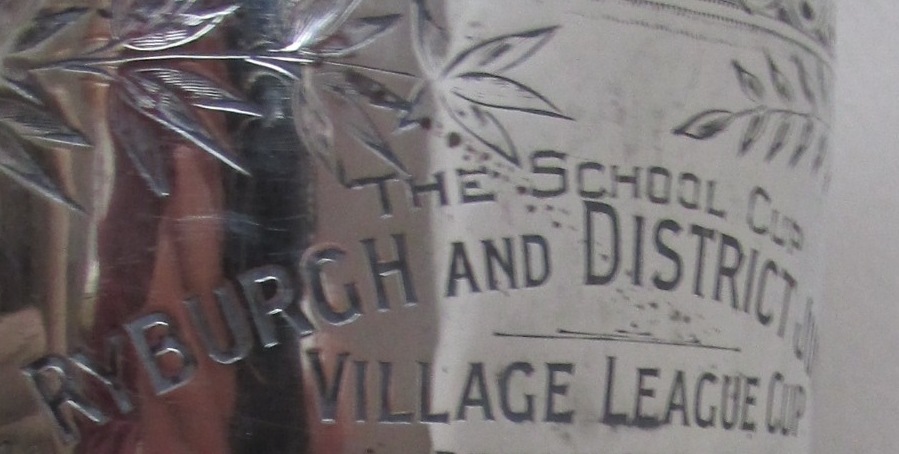 THE SCHOOL CUP
RYBURGH AND DISTRICT
VILLAGE LEAGUE CUP